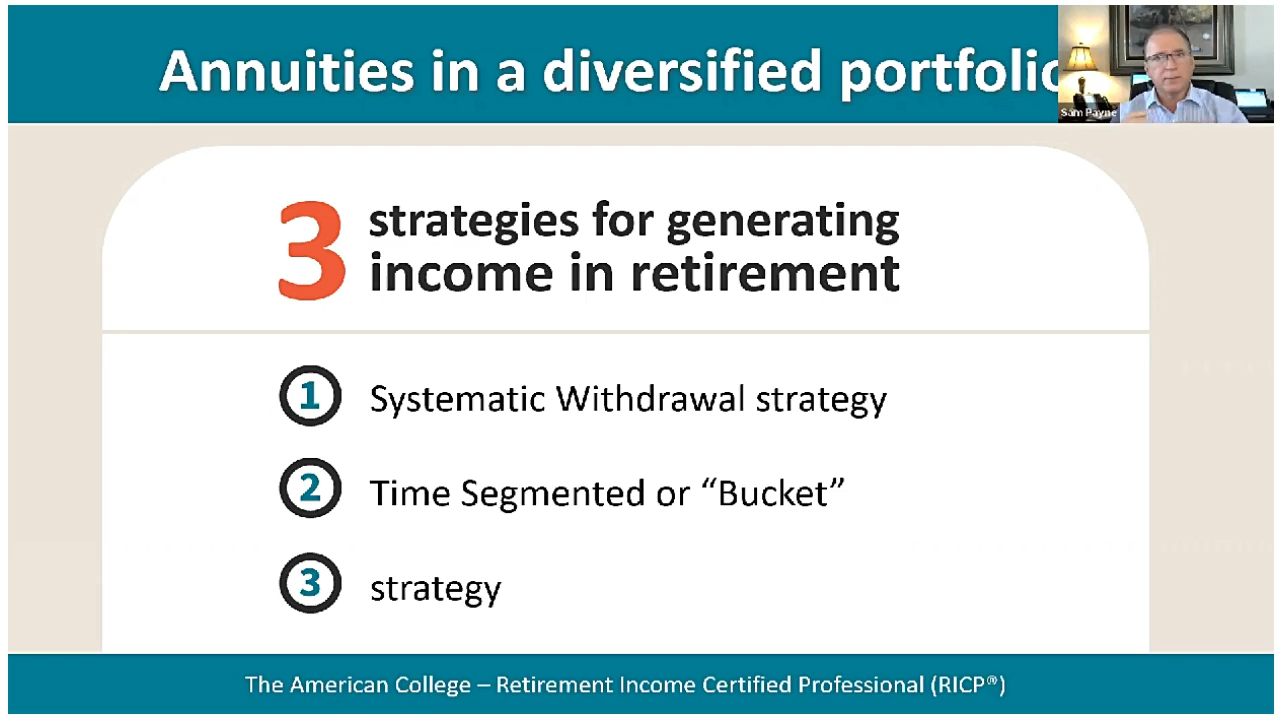 Annuities in a diversified portfolio
Sam Payne
3
strategies for generating
income in retirement
1 Systematic Withdrawal strategy
2 Time Segmented or “Bucket”
3 strategy
The American College – Retirement Income Certified Professional (RICP®)